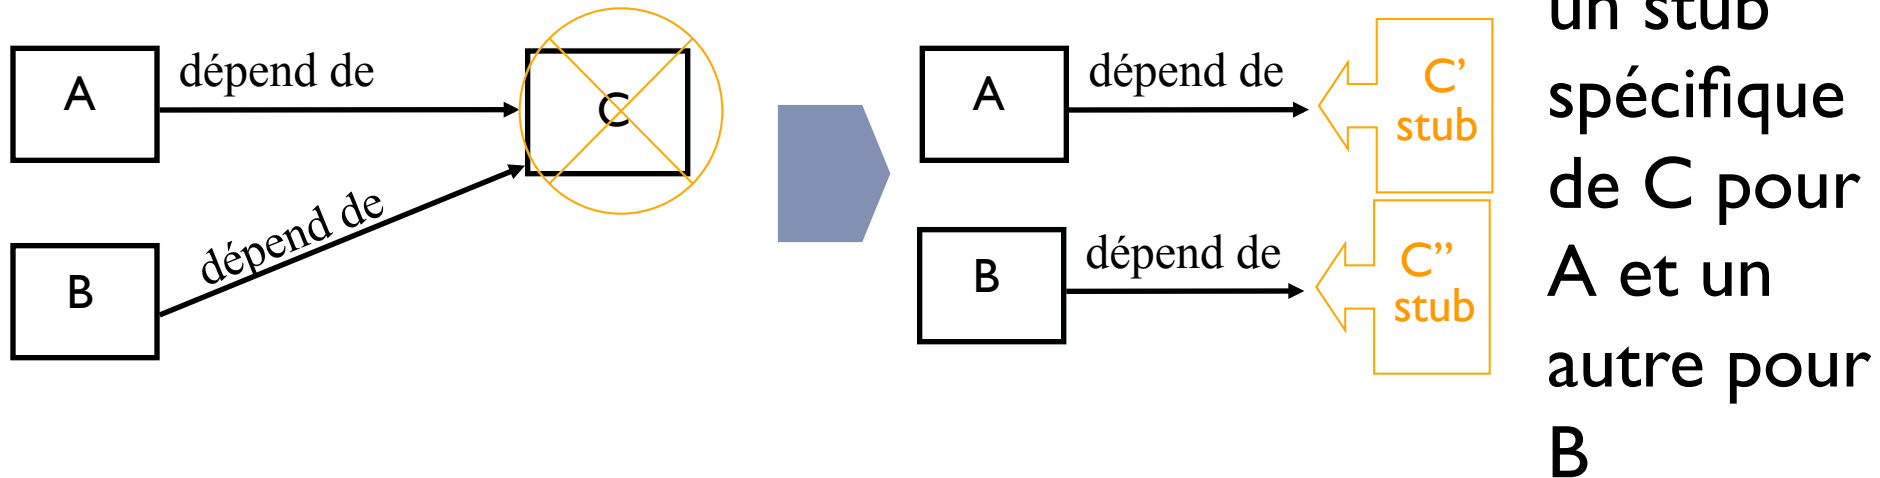 A
dépend de
C
B
dépend de
A
dépend de
C’
stub
B
dépend de
C’’
stub
un stub
spécifique
de C pour
A et un
autre pour
B